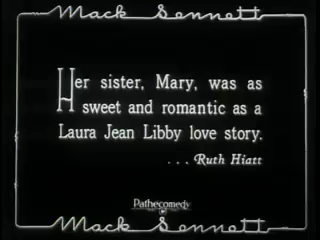 Mack Sennett
Her sister, Mary, was as
sweet and romantic as a
Laura Jean Libby love story.
... Ruth Hiatt
Pathécomedy
Mack Sennett